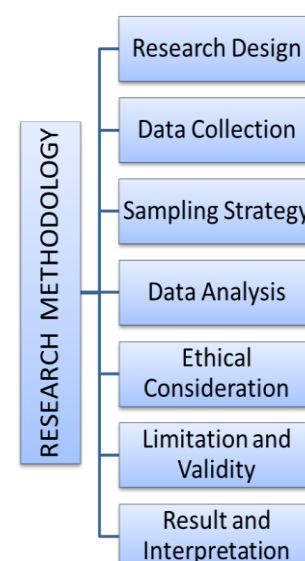 RESEARCH METHODOLOGY
Research Design
Data Collection
Sampling Strategy
Data Analysis
Ethical
Consideration
Limitation and
Validity
Result and
Interpretation